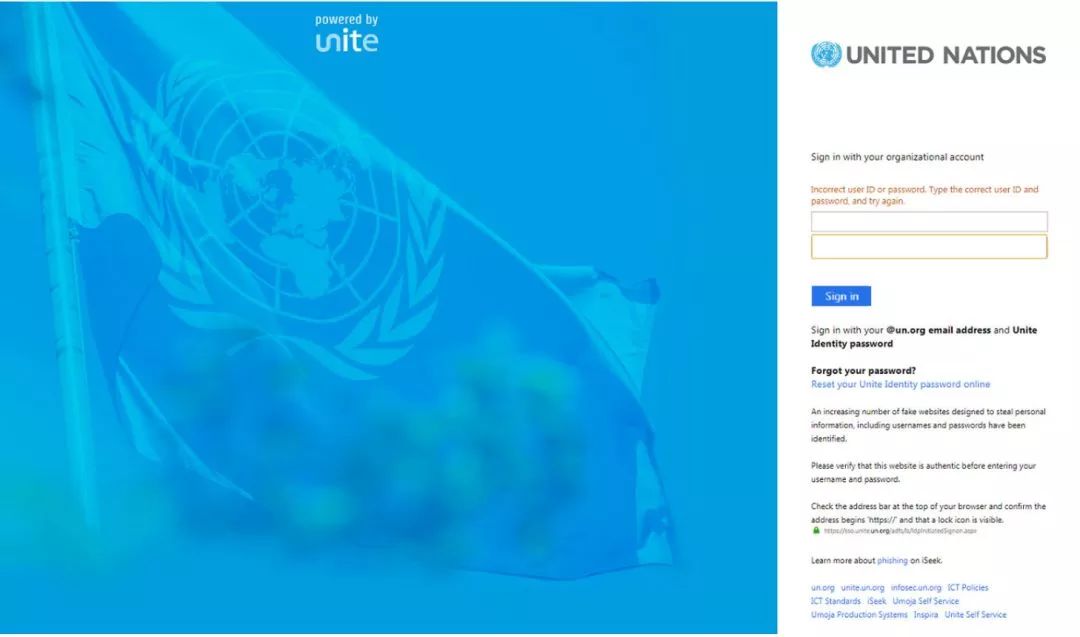 powered by
unite
UNITED NATIONS
Sign in with your organizational account
Incorrect user ID or password. Type the correct user ID and
password, and try again.
Sign in
Sign in with your @un.org email address and Unite
Identity password
Forgot your password?
Reset your Unite Identity password online
An increasing number of fake websites designed to steal personal
information, including usernames and passwords have been
identified.
Please verify that this website is authentic before entering your
username and password.
Check the address bar at the top of your browser and confirm the
address begins 'https://' and that a lock icon is visible.
https://sso.unite.un.org/adfs/ls/IdpInitiatedSignon.aspx
Learn more about phishing on iSeek.
un.org unite.un.org infosec.un.org ICT Policies
ICT Standards iSeek Umoja Self Service
Umoja Production Systems Inspira Unite Self Service